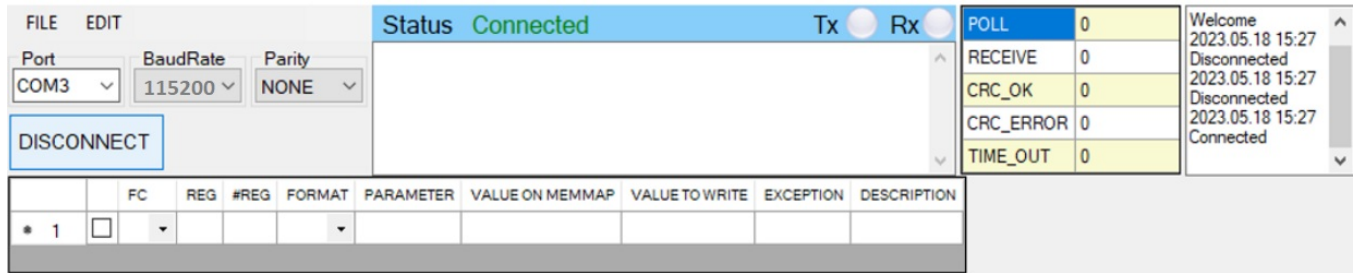 FILE EDIT
Port BaudRate Parity
COM3 115200 NONE
DISCONNECT
Status Connected Tx Rx
POLL 0
RECEIVE 0
CRC_OK 0
CRC_ERROR 0
TIME_OUT 0
Welcome
2023.05.18 15:27
Disconnected
2023.05.18 15:27
Disconnected
2023.05.18 15:27
Connected
FC REG #REG FORMAT PARAMETER VALUE ON MEMMAP VALUE TO WRITE EXCEPTION DESCRIPTION
* 1